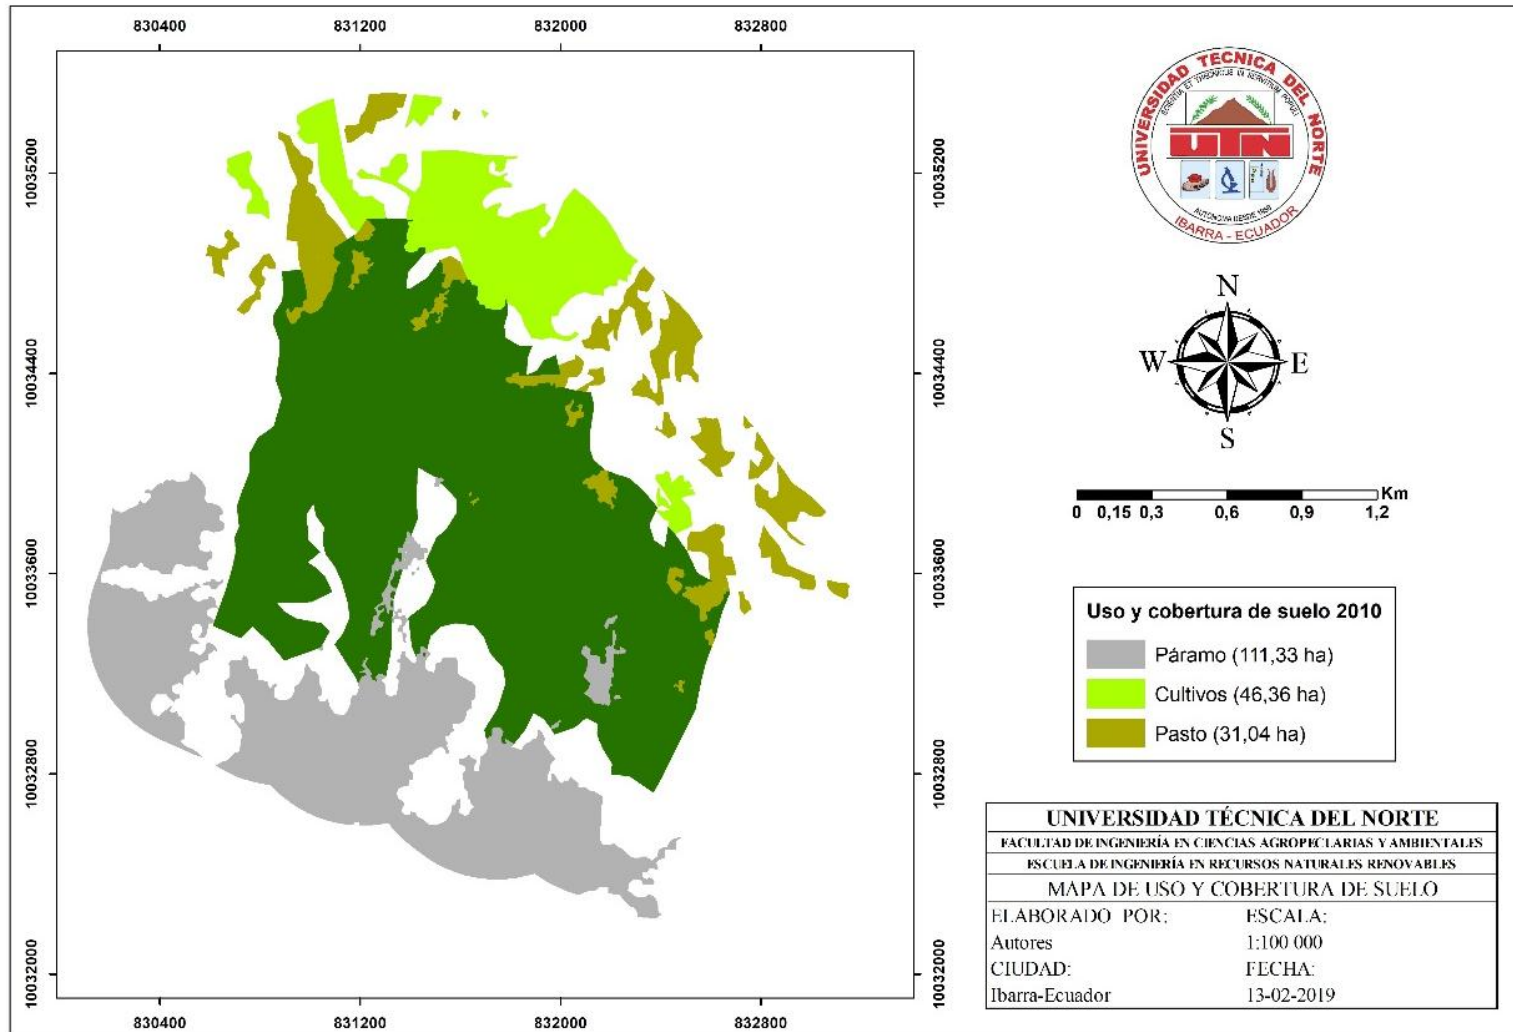 830400 831200 832000 832800
10035200 10035200
10034400 10034400
10033600 10033600
10032800 10032800
10032000 10032000
830400 831200 832000 832800
UNIVERSIDAD TECNICA DEL NORTE
UTN
AUTONOMA DESDE
IBARRA - ECUADOR
N
W E
S
Km
0 0,15 0,3 0,6 0,9 1,2
Uso y cobertura de suelo 2010
Páramo (111,33 ha)
Cultivos (46,36 ha)
Pasto (31,04 ha)
UNIVERSIDAD TÉCNICA DEL NORTE
FACULTAD DE INGENIERÍA EN CIENCIAS AGROPECUARIAS Y AMBIENTALES
ESCUELA DE INGENIERÍA EN RECURSOS NATURALES RENOVABLES
MAPA DE USO Y COBERTURA DE SUELO
ELABORADO POR: ESCALA:
Autores 1:100 000
CIUDAD: FECHA:
Ibarra-Ecuador 13-02-2019